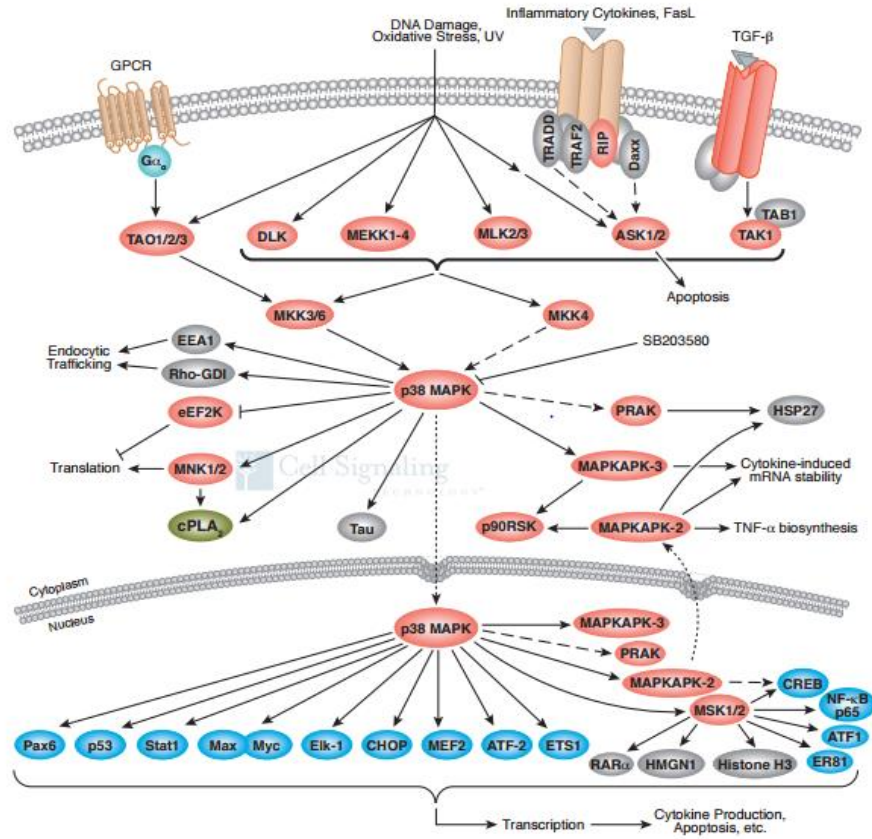 DNA Damage,
Oxidative Stress, UV
Inflammatory Cytokines, FasL
TGF-β
GPCR
Gαq
TRADD
TRAF2
RIP
Daxx
TAO1/2/3
DLK
MEKK1-4
MLK2/3
ASK1/2
TAB1
TAK1
Apoptosis
MKK3/6
MKK4
SB203580
EEA1
Endocytic
Trafficking
Rho-GDI
p38 MAPK
eEF2K
PRAK
HSP27
Translation
MNK1/2
Cell Signaling
MAPKAPK-3
Cytokine-induced
mRNA stability
cPLA2
Tau
p90RSK
MAPKAPK-2
TNF-α biosynthesis
Cytoplasm
Nucleus
p38 MAPK
MAPKAPK-3
PRAK
MAPKAPK-2
CREB
MSK1/2
NF-κB
p65
ATF1
ER81
Pax6
p53
Stat1
Max
Myc
Elk-1
CHOP
MEF2
ATF-2
ETS1
RARα
HMGN1
Histone H3
Transcription
Cytokine Production,
Apoptosis, etc.